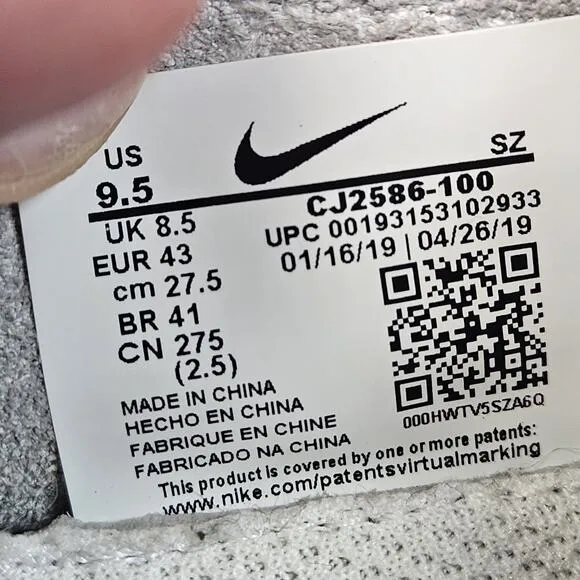 US
9.5
SZ
UK 8.5
EUR 43
cm 27.5
BR 41
CN 275
(2.5)
CJ2586-100
UPC 00193153102933
01/16/19 | 04/26/19
000HWTV5SZA6Q
MADE IN CHINA
HECHO EN CHINA
FABRIQUE EN CHINE
FABRICADO NA CHINA
This product is covered by one or more patents:
www.nike.com/patentsvirtualmarking